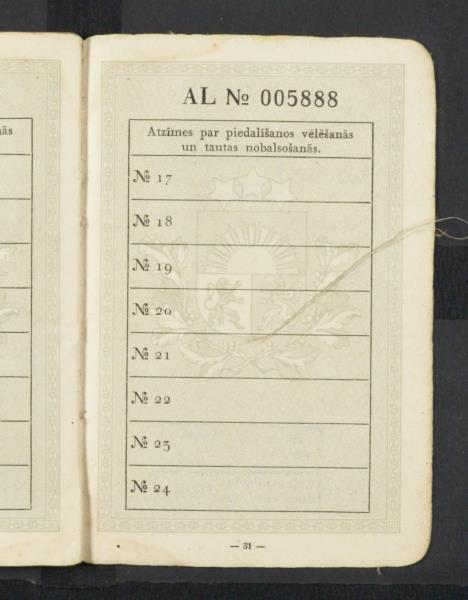 ās
AL № 005888
Atzīmes par piedalīšanos vēlēšanās
un tautas nobalsošanās.
№ 17
№ 18
№ 19
№ 20
№ 21
№ 22
№ 23
№ 24
— 31 —